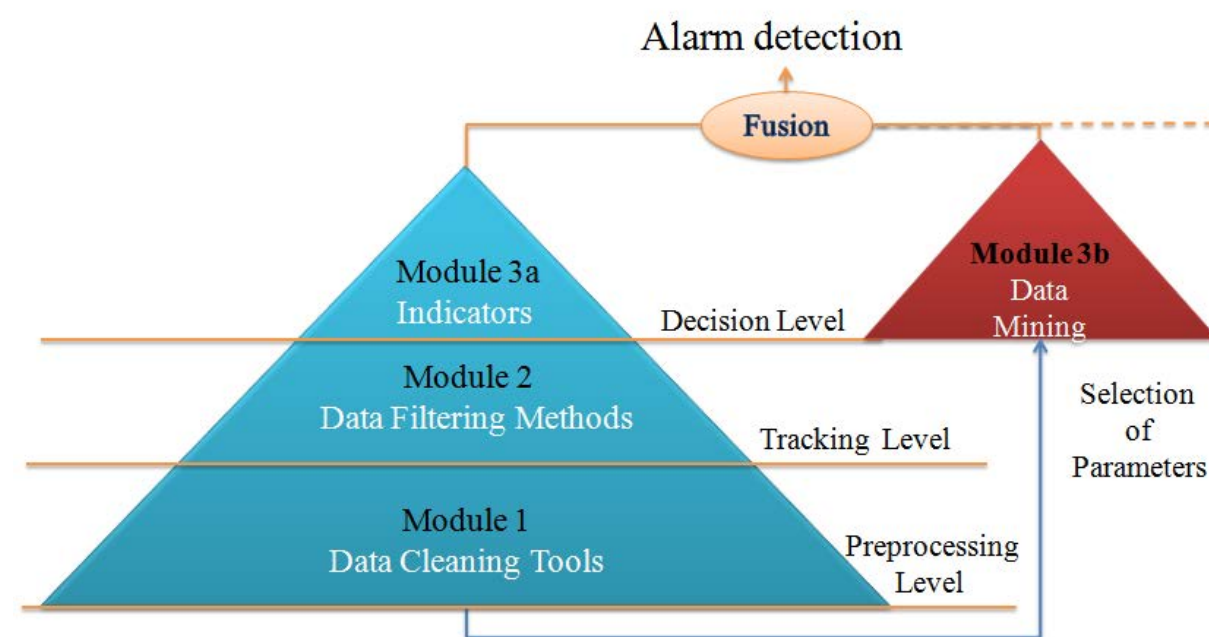 Alarm detection
Fusion
Module 3a
Indicators
Decision Level
Module 3b
Data
Mining
Module 2
Data Filtering Methods
Tracking Level
Selection
of
Parameters
Module 1
Data Cleaning Tools
Preprocessing
Level